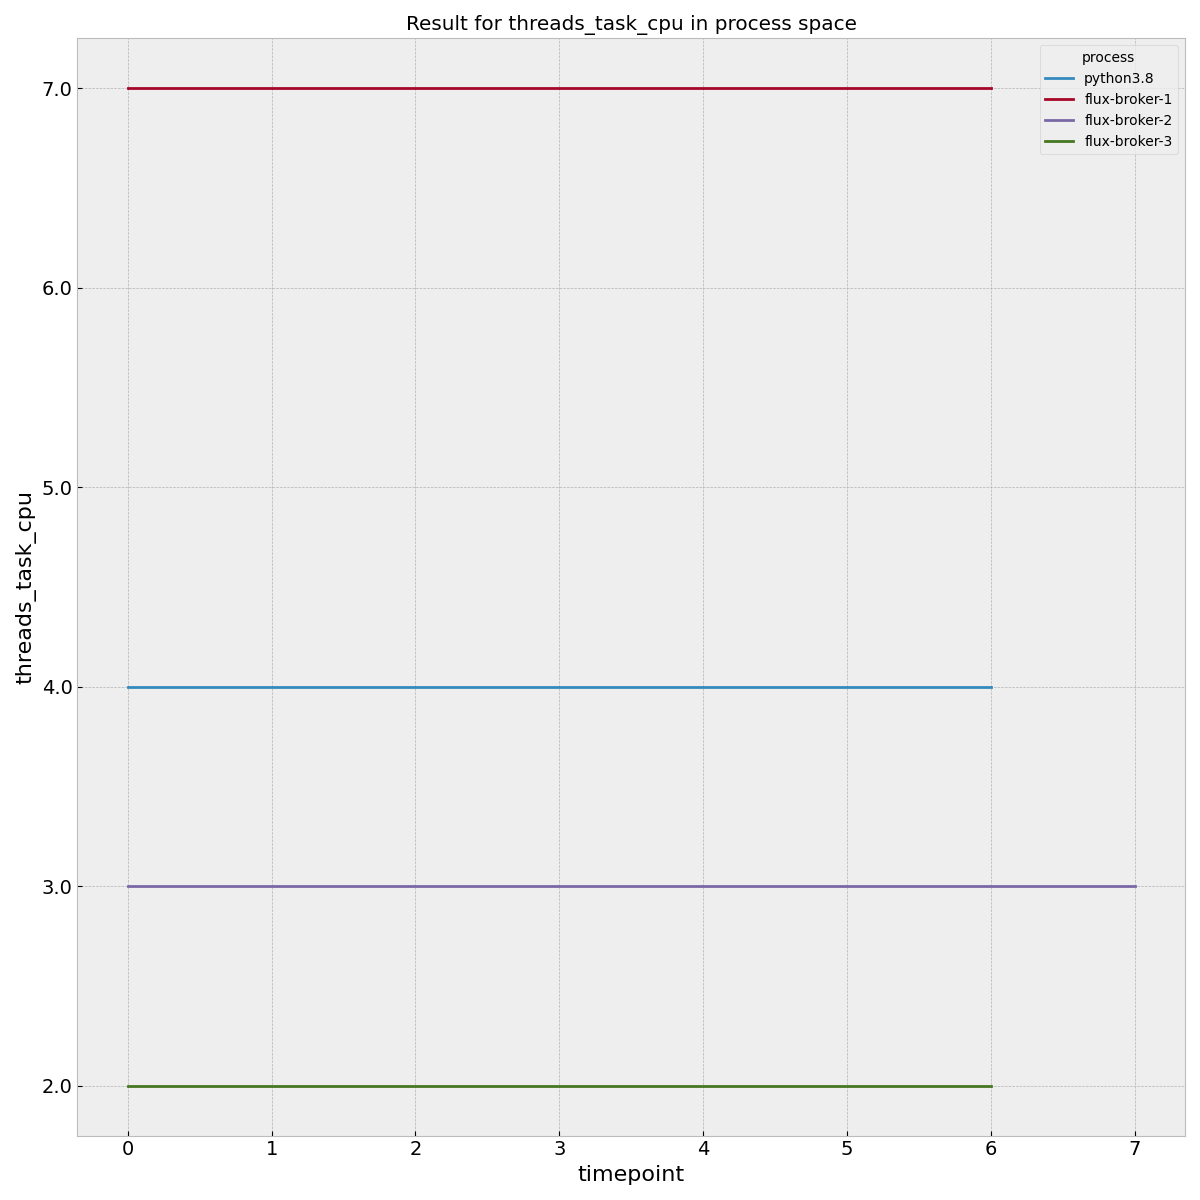 Result for threads_task_cpu in process space
process
python3.8
flux-broker-1
flux-broker-2
flux-broker-3
threads_task_cpu
7.0
6.0
5.0
4.0
3.0
2.0
0 1 2 3 4 5 6 7
timepoint